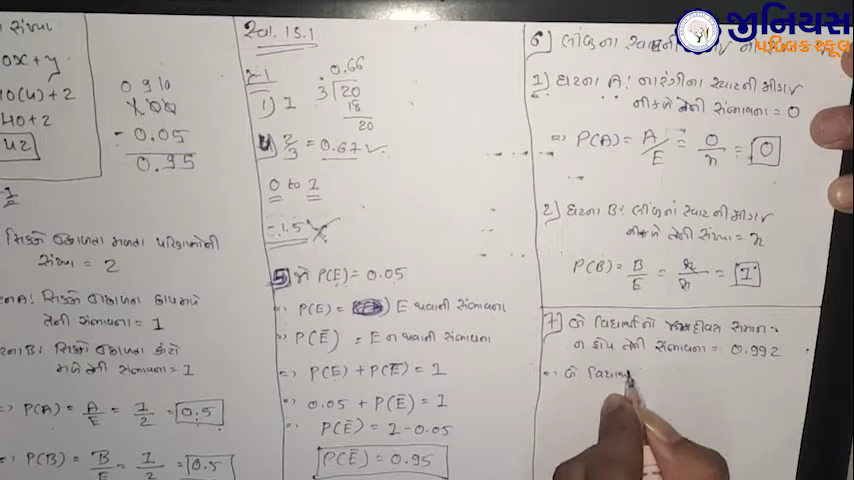 સંખ્યા
0x + y
10(4) + 2
40 + 2
42
0 9 10
1.00
- 0.05
0.95
સિક્કો ઉછાળતા મળતા પરિણામોની
સંખ્યા = 2
ઘટના A: સિક્કો ઉછાળતા છાપ મળે
તેની સંભાવના = 1
ઘટના B: સિક્કો ઉછાળતા કાંટો
મળે તેની સંભાવના = 1
∴ P(A) = A/E = 1/2 = 0.5
∴ P(B) = B/E = 1/2 = 0.5
સ્વા. 15.1
1) 1
0.66
3 20
18
20
4) 2/3 = 0.67 ✓
0 to 1
-1.5 ✗
5) જો P(E) = 0.05
∴ P(E) = E થવાની સંભાવના
P(Ē) = E ન થવાની સંભાવના
∴ P(E) + P(Ē) = 1
∴ 0.05 + P(Ē) = 1
∴ P(Ē) = 1 - 0.05
P(Ē) = 0.95
જીનિયસ
પબ્લિક સ્કૂલ
6) લીંબુના સ્વાદની
1) ઘટના A: નારંગીના સ્વાદની મીઠાઈ
નીકળે તેની સંભાવના = 0
⇒ P(A) = A/E = 0/n = 0
2) ઘટના B: લીંબુનાં સ્વાદની મીઠાઈ
નીકળે તેની સંખ્યા = n
P(B) = B/E = n/n = 1
7) બે વિદ્યાર્થીનો જન્મદિવસ સમાન
ન હોય તેની સંભાવના = 0.992
∴ બે વિદ્યાર્થ